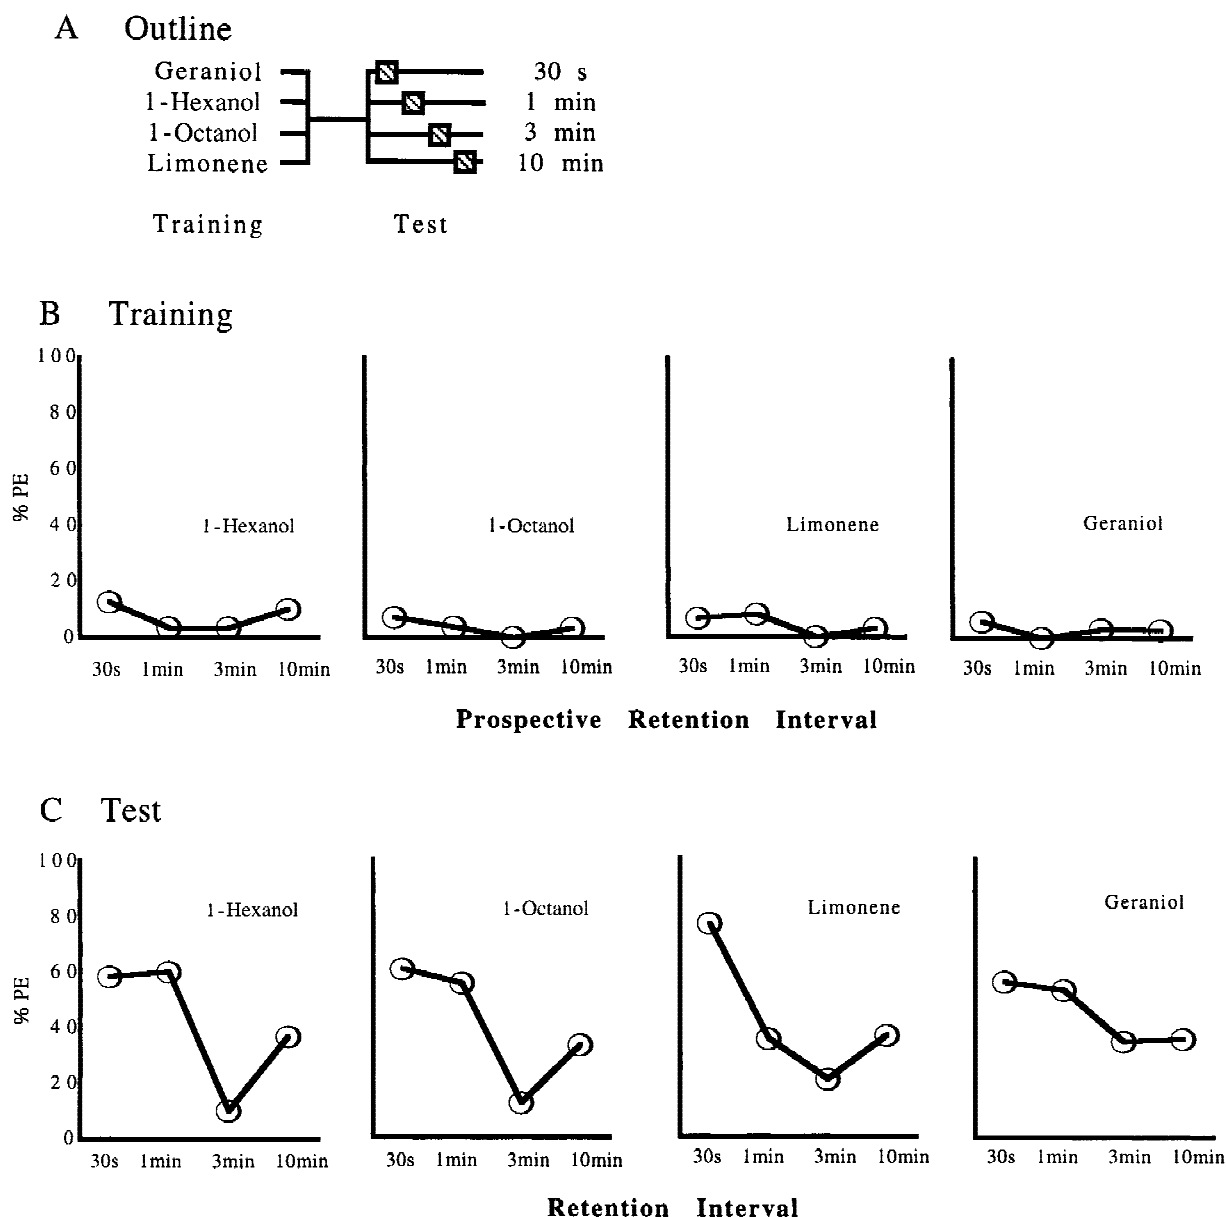 A Outline
Geraniol 30 s
1-Hexanol 1 min
1-Octanol 3 min
Limonene 10 min
Training Test
B Training
100
80
60
40
20
0
% PE
1-Hexanol 1-Octanol Limonene Geraniol
30s 1min 3min 10min 30s 1min 3min 10min 30s 1min 3min 10min 30s 1min 3min 10min
Prospective Retention Interval
C Test
100
80
60
40
20
0
% PE
1-Hexanol 1-Octanol Limonene Geraniol
30s 1min 3min 10min 30s 1min 3min 10min 30s 1min 3min 10min 30s 1min 3min 10min
Retention Interval